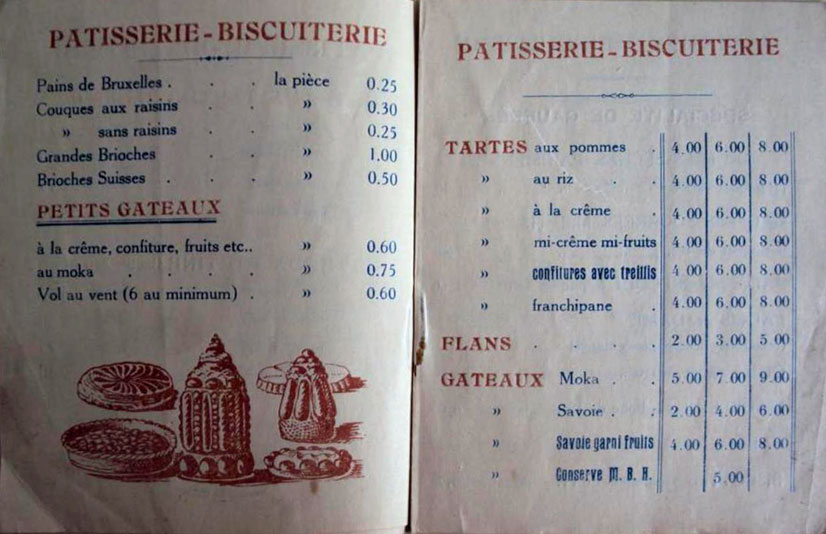 PATISSERIE - BISCUITERIE
Pains de Bruxelles . . . la pièce 0.25
Couques aux raisins . . » 0.30
» sans raisins . . » 0.25
Grandes Brioches . . » 1.00
Brioches Suisses . . . » 0.50
PETITS GATEAUX
à la crême, confiture, fruits etc.. » 0.60
au moka . . . . » 0.75
Vol au vent (6 au minimum) . » 0.60
PATISSERIE - BISCUITERIE
TARTES aux pommes . 4.00 6.00 8.00
» au riz . . 4.00 6.00 8.00
» à la crême . 4.00 6.00 8.00
» mi-crême mi-fruits 4.00 6.00 8.00
» confitures avec treillis 4.00 6.00 8.00
» franchipane . 4.00 6.00 8.00
FLANS . . . . 2.00 3.00 5.00
GATEAUX Moka . . 5.00 7.00 9.00
» Savoie . . 2.00 4.00 6.00
» Savoie garni fruits 4.00 6.00 8.00
» Conserve M. B. H. 5.00